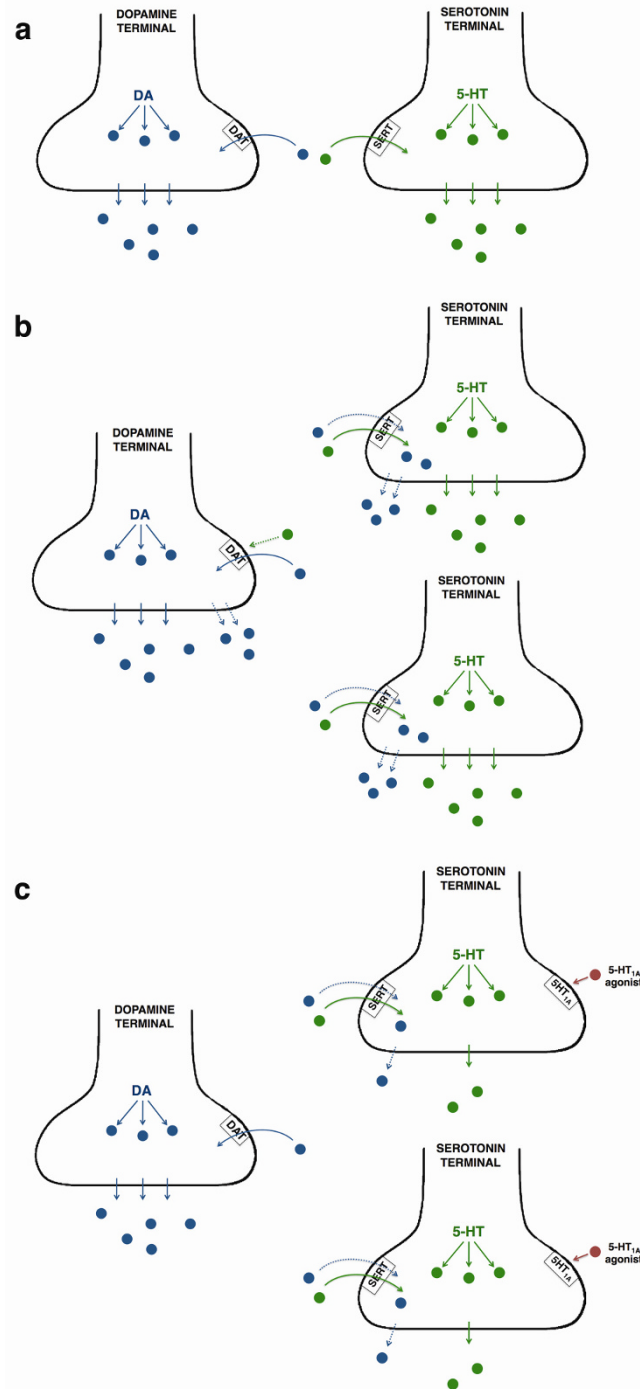 a
DOPAMINE
TERMINAL
DA
DAT
SEROTONIN
TERMINAL
5-HT
SERT
b
SEROTONIN
TERMINAL
5-HT
SERT
DOPAMINE
TERMINAL
DA
DAT
SEROTONIN
TERMINAL
5-HT
SERT
c
SEROTONIN
TERMINAL
5-HT
SERT
5HT1A
5-HT1A
agonist
DOPAMINE
TERMINAL
DA
DAT
SEROTONIN
TERMINAL
5-HT
SERT
5HT1A
5-HT1A
agonist